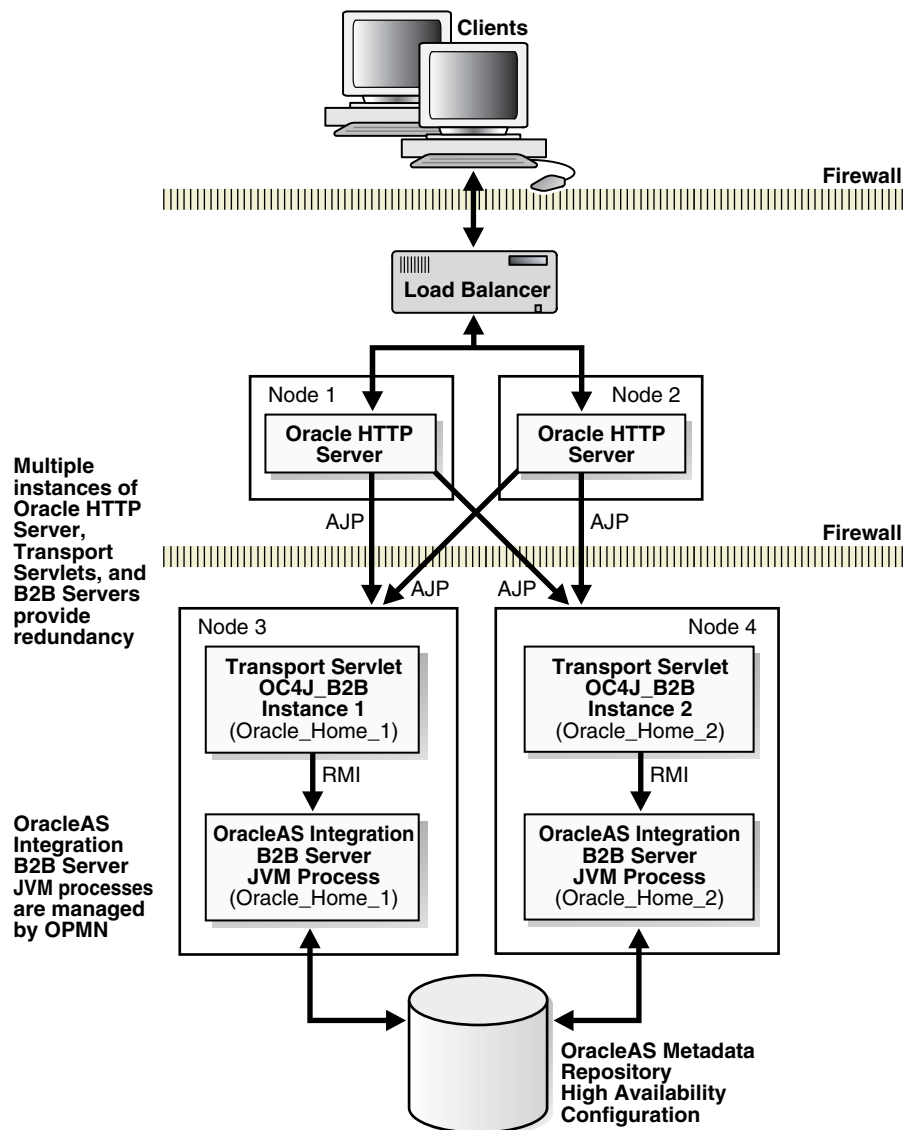 Clients
Firewall
Load Balancer
Node 1
Oracle HTTP
Server
Node 2
Oracle HTTP
Server
Multiple
instances of
Oracle HTTP
Server,
Transport
Servlets, and
B2B Servers
provide
redundancy
AJP
AJP
Firewall
AJP
AJP
Node 3
Transport Servlet
OC4J_B2B
Instance 1
(Oracle_Home_1)
RMI
OracleAS Integration
B2B Server
JVM Process
(Oracle_Home_1)
Node 4
Transport Servlet
OC4J_B2B
Instance 2
(Oracle_Home_2)
RMI
OracleAS Integration
B2B Server
JVM Process
(Oracle_Home_2)
OracleAS
Integration
B2B Server
JVM processes
are managed
by OPMN
OracleAS Metadata
Repository
High Availability
Configuration